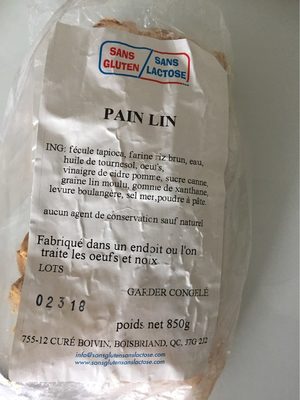 SANS GLUTEN
SANS LACTOSE
PAIN LIN
ING: fécule tapioca, farine riz brun, eau,
huile de tournesol, oeufs,
vinaigre de cidre pomme, sucre canne,
graine lin moulu, gomme de xanthane,
levure boulangère, sel mer,poudre à pâte.
aucun agent de conservation sauf naturel
Fabriqué dans un endoit ou l'on
traite les oeufs et noix
LOTS
GARDER CONGELÉ
02318
poids net 850g
755-12 CURÉ BOIVIN, BOISBRIAND, QC, J7G 2J2
info@sansglutensanslactose.com
www.sansglutensanslactose.com